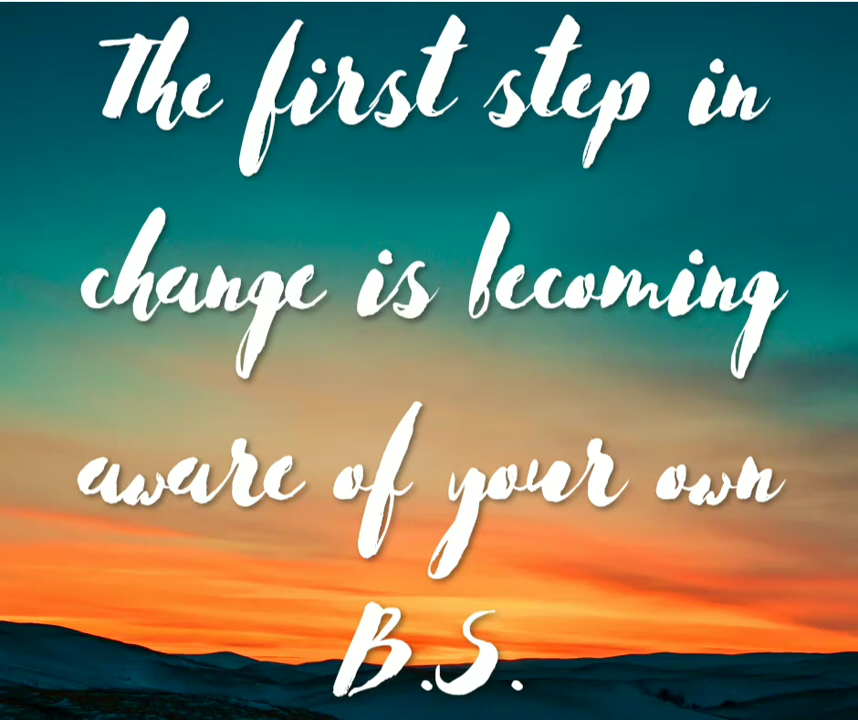 The first step in
change is becoming
aware of your own
B.S.